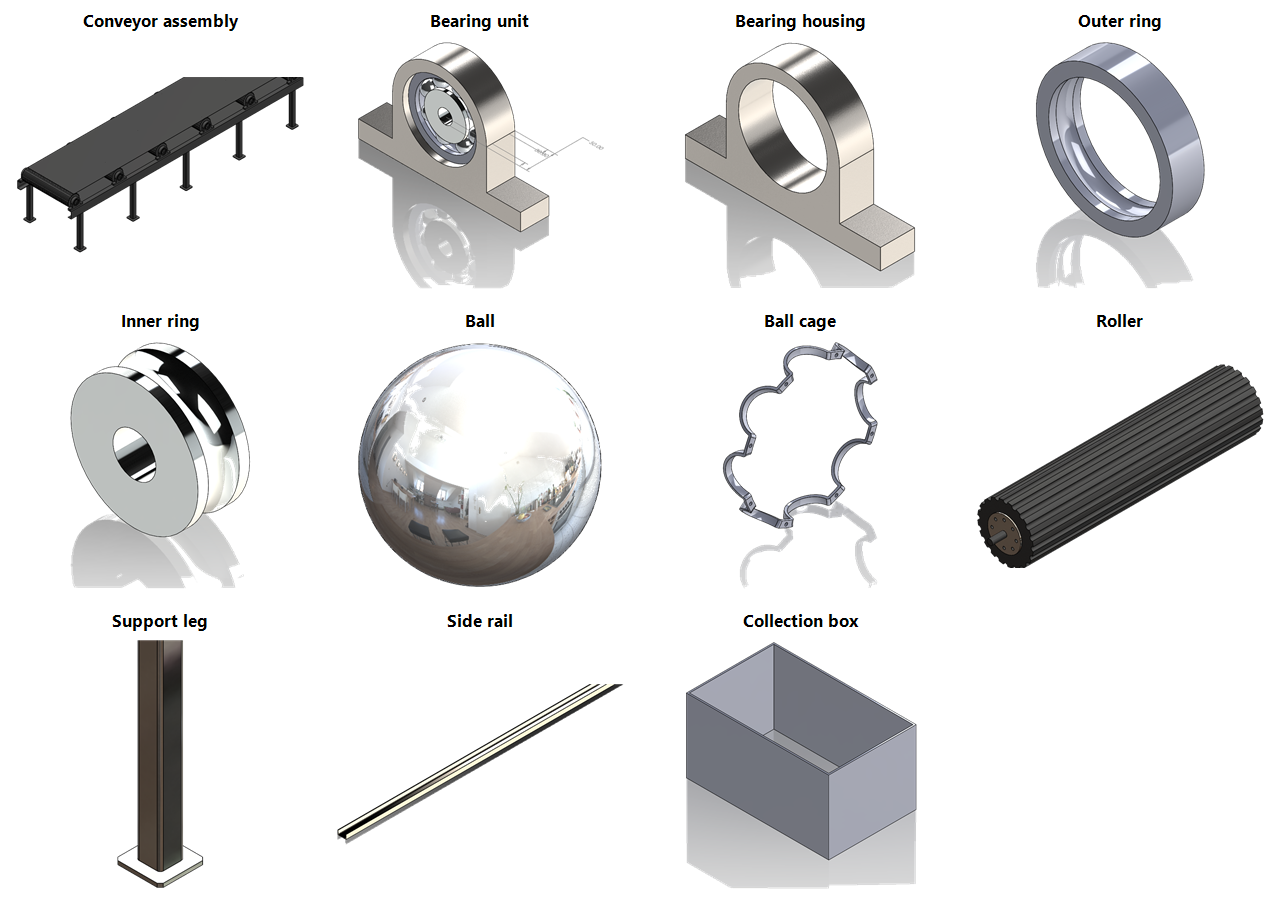 Conveyor assembly
Bearing unit
Bearing housing
Outer ring
Inner ring
Ball
Ball cage
Roller
Support leg
Side rail
Collection box